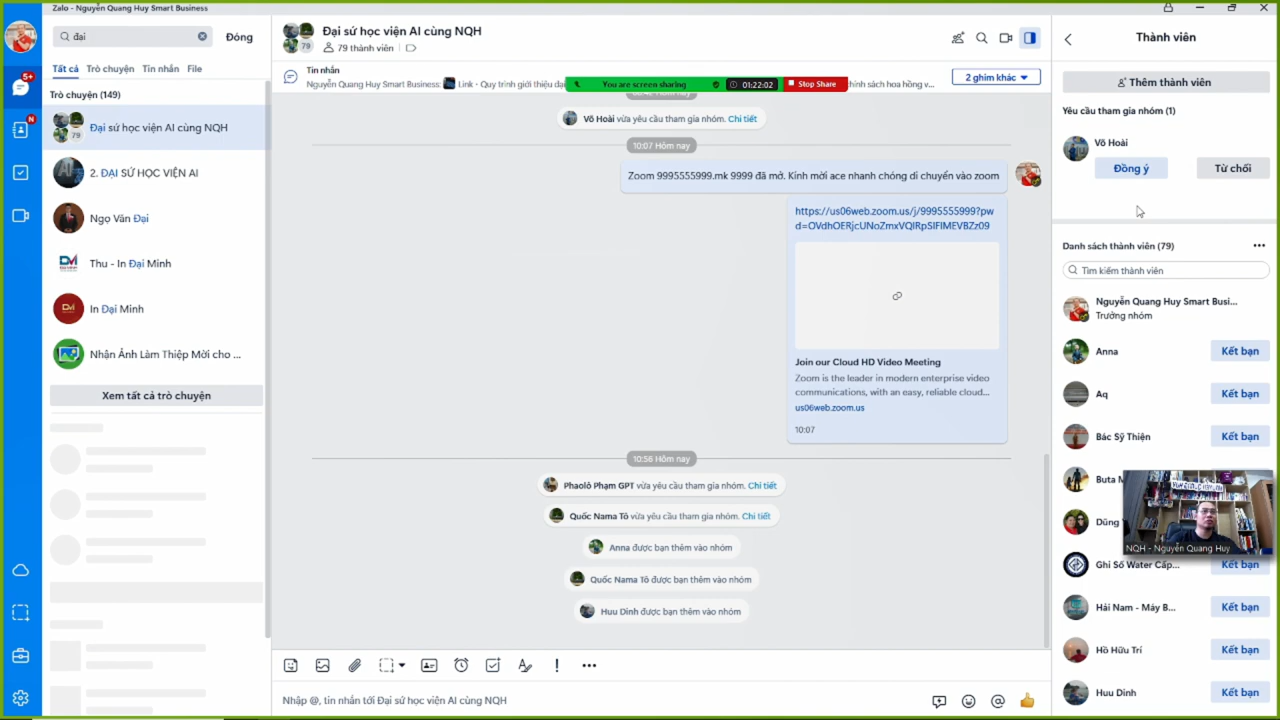 Zalo - Nguyễn Quang Huy Smart Business
đại
Đóng
Tất cả
Trò chuyện
Tin nhắn
File
Trò chuyện (149)
79
Đại sứ học viện AI cùng NQH
2. ĐẠI SỨ HỌC VIỆN AI
Ngọ Văn Đại
Thu - In Đại Minh
In Đại Minh
Nhận Ảnh Làm Thiệp Mời cho ...
Xem tất cả trò chuyện
5+
N
79
Đại sứ học viện AI cùng NQH
79 thành viên
Tin nhắn
Nguyễn Quang Huy Smart Business:
Link - Quy trình giới thiệu đại
You are screen sharing
01:22:02
Stop Share
hính sách hoa hồng v...
2 ghim khác
Võ Hoài vừa yêu cầu tham gia nhóm. Chi tiết
10:07 Hôm nay
Zoom 9995555999.mk 9999 đã mở. Kính mời ace nhanh chóng di chuyển vào zoom
https://us06web.zoom.us/j/9995555999?pw
d=OVdhOERjcUNoZmxVQlRpSlFIMEVBZz09
Join our Cloud HD Video Meeting
Zoom is the leader in modern enterprise video
communications, with an easy, reliable cloud...
us06web.zoom.us
10:07
10:56 Hôm nay
Phaolô Phạm GPT vừa yêu cầu tham gia nhóm. Chi tiết
Quốc Nama Tô vừa yêu cầu tham gia nhóm. Chi tiết
Anna được bạn thêm vào nhóm
Quốc Nama Tô được bạn thêm vào nhóm
Huu Dinh được bạn thêm vào nhóm
Nhập @, tin nhắn tới Đại sứ học viện AI cùng NQH
Thành viên
Thêm thành viên
Yêu cầu tham gia nhóm (1)
Võ Hoài
Đồng ý
Từ chối
Danh sách thành viên (79)
Tìm kiếm thành viên
Nguyễn Quang Huy Smart Busi...
Trưởng nhóm
Anna
Kết bạn
Aq
Kết bạn
Bác Sỹ Thiện
Kết bạn
Buta
Dũng
NQH - Nguyễn Quang Huy
Ghi Số Water Cấp...
Kết bạn
Hải Nam - Máy B...
Kết bạn
Hồ Hữu Trí
Kết bạn
Huu Dinh
Kết bạn